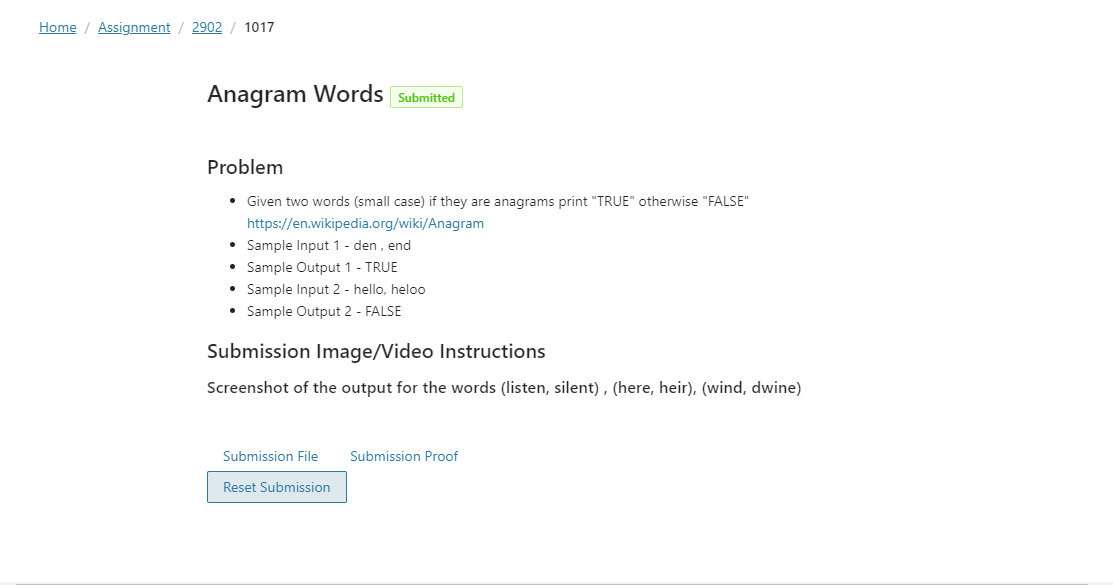 Home / Assignment / 2902 / 1017
Anagram Words Submitted
Problem
• Given two words (small case) if they are anagrams print "TRUE" otherwise "FALSE"
https://en.wikipedia.org/wiki/Anagram
• Sample Input 1 - den , end
• Sample Output 1 - TRUE
• Sample Input 2 - hello, heloo
• Sample Output 2 - FALSE
Submission Image/Video Instructions
Screenshot of the output for the words (listen, silent) , (here, heir), (wind, dwine)
Submission File Submission Proof
Reset Submission